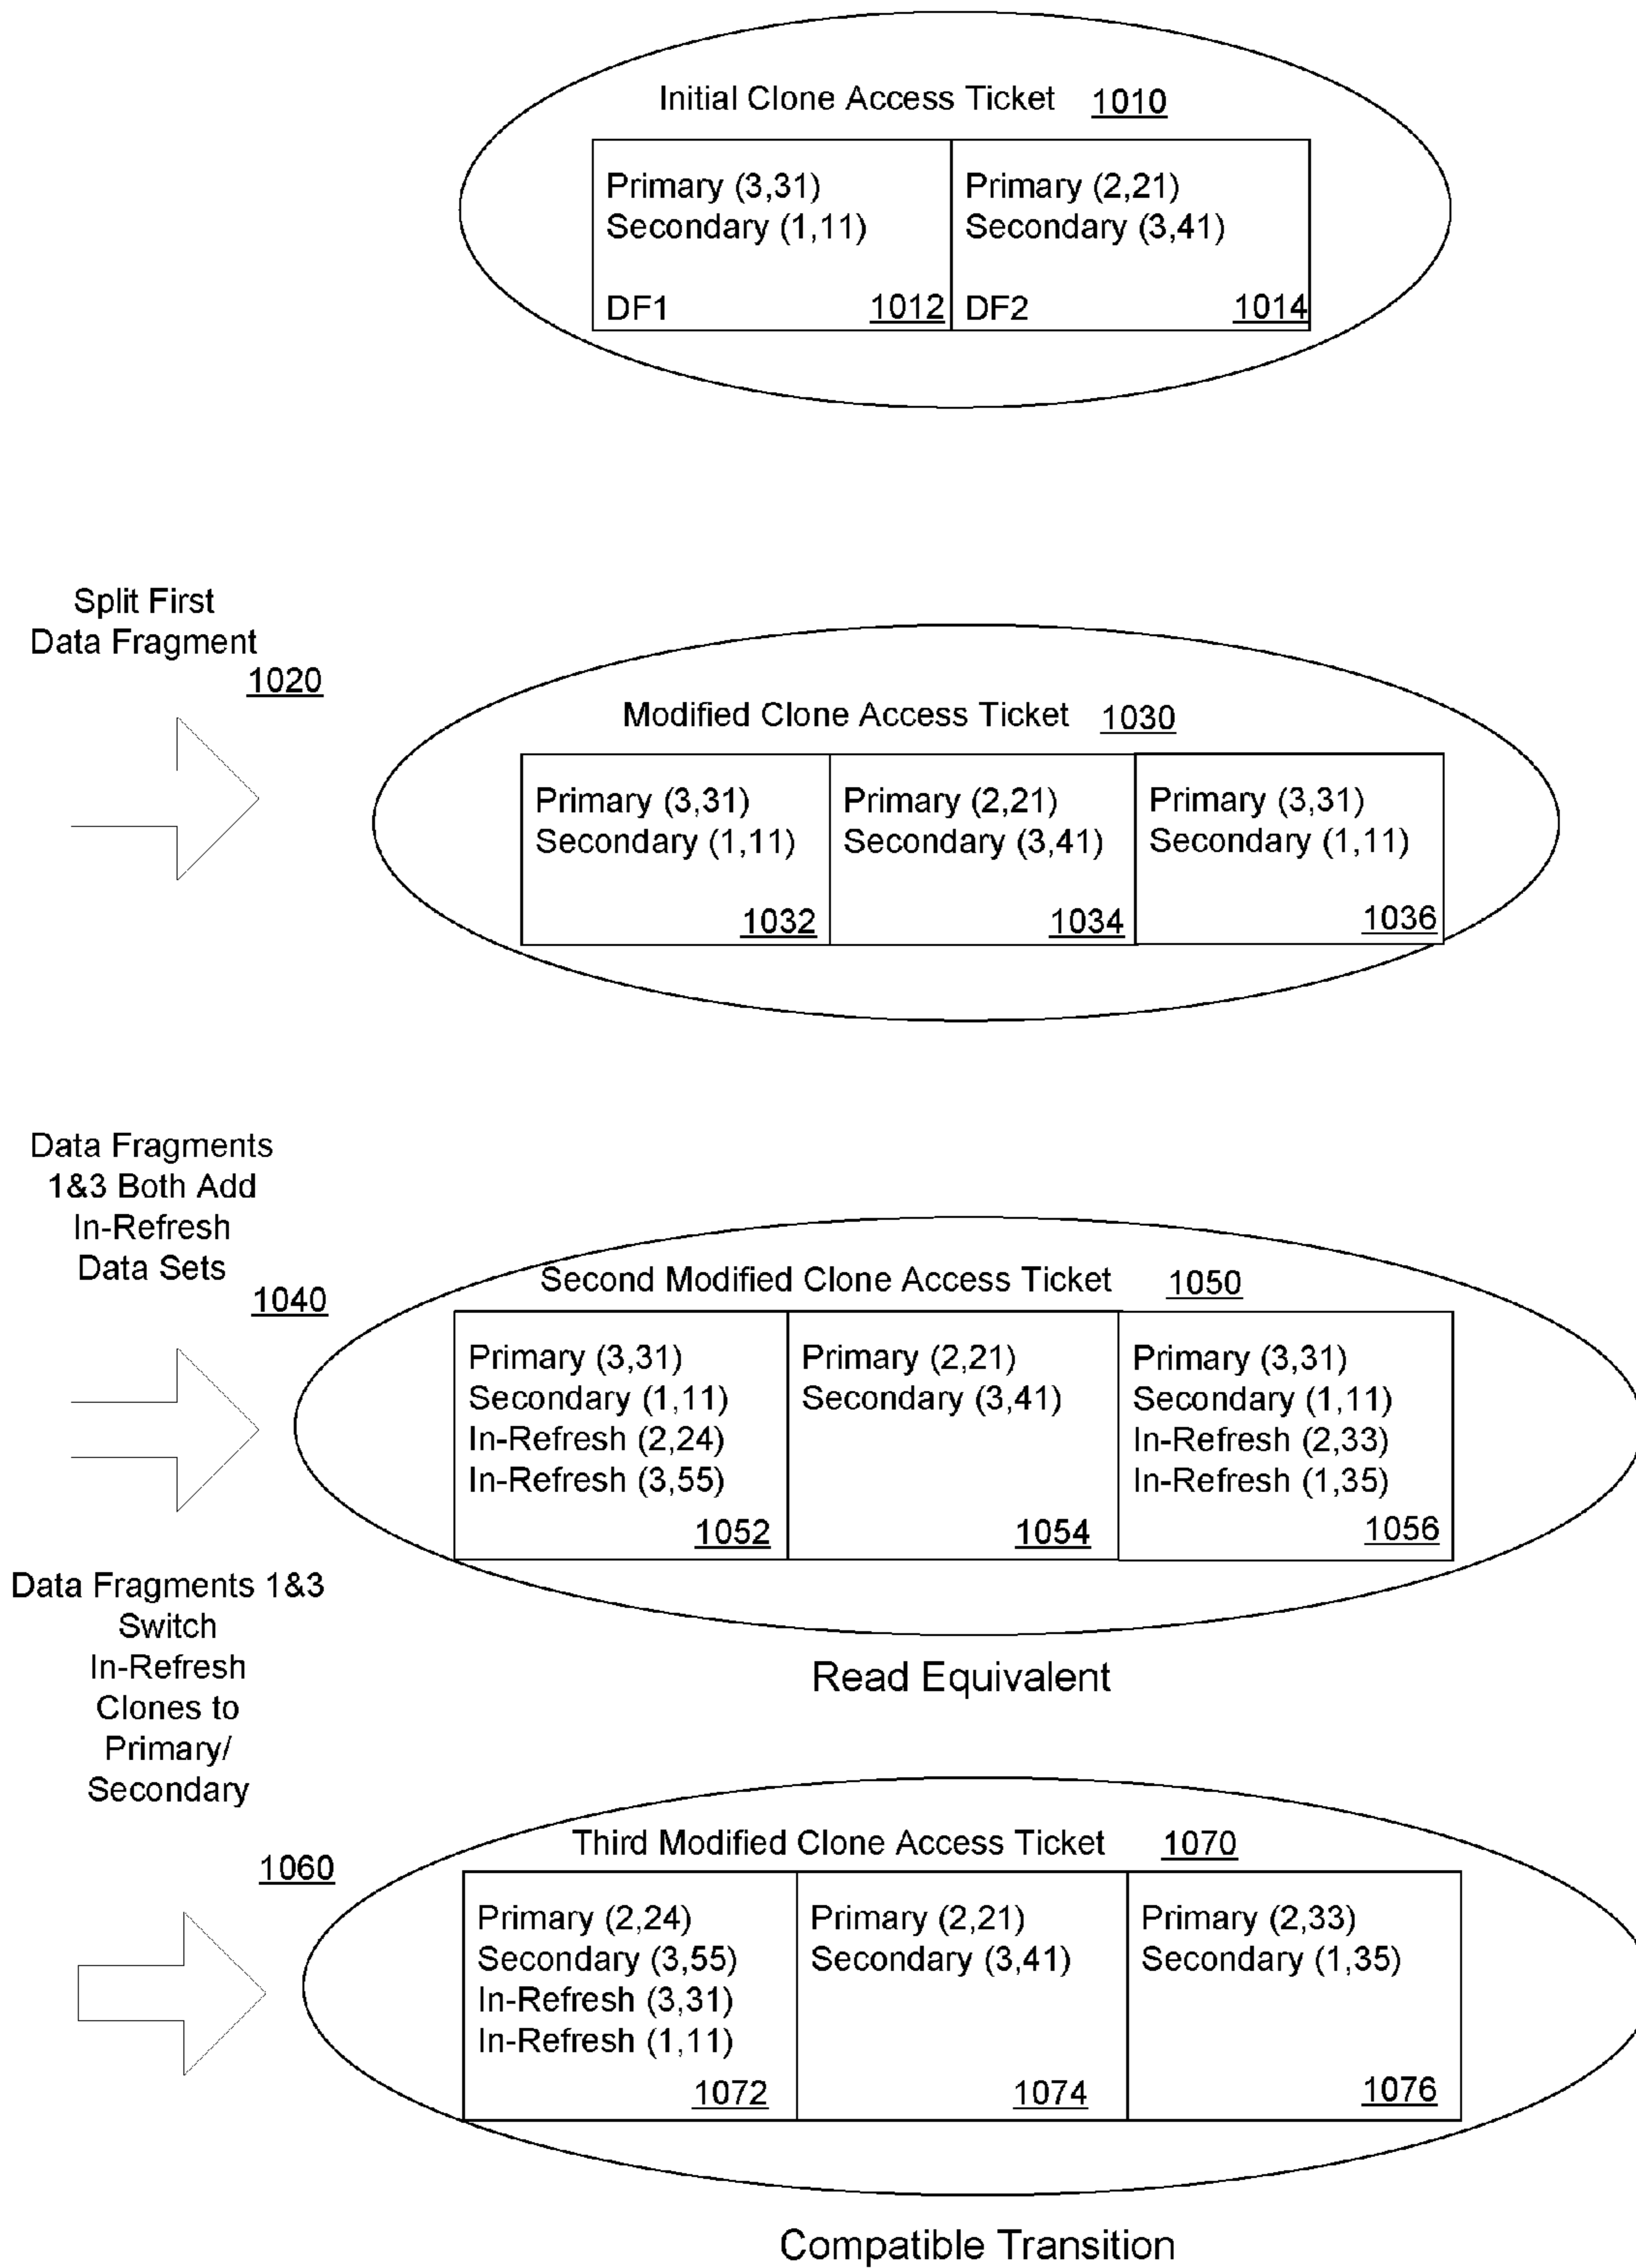 Initial Clone Access Ticket 1010
Primary (3,31)
Secondary (1,11)
DF1 1012
Primary (2,21)
Secondary (3,41)
DF2 1014
Split First
Data Fragment
1020
Modified Clone Access Ticket 1030
Primary (3,31)
Secondary (1,11)
1032
Primary (2,21)
Secondary (3,41)
1034
Primary (3,31)
Secondary (1,11)
1036
Data Fragments
1&3 Both Add
In-Refresh
Data Sets
1040
Second Modified Clone Access Ticket 1050
Primary (3,31)
Secondary (1,11)
In-Refresh (2,24)
In-Refresh (3,55)
1052
Primary (2,21)
Secondary (3,41)
1054
Primary (3,31)
Secondary (1,11)
In-Refresh (2,33)
In-Refresh (1,35)
1056
Read Equivalent
Data Fragments 1&3
Switch
In-Refresh
Clones to
Primary/
Secondary
1060
Third Modified Clone Access Ticket 1070
Primary (2,24)
Secondary (3,55)
In-Refresh (3,31)
In-Refresh (1,11)
1072
Primary (2,21)
Secondary (3,41)
1074
Primary (2,33)
Secondary (1,35)
1076
Compatible Transition